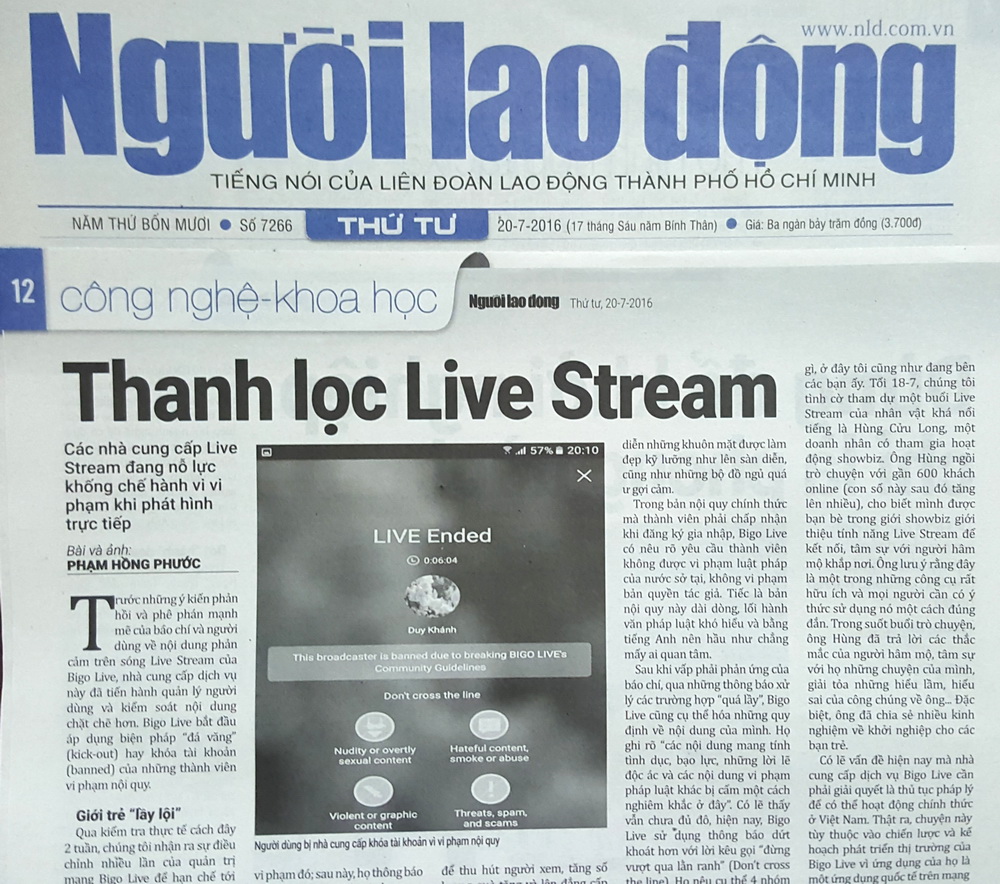 www.nld.com.vn
Người lao động
TIẾNG NÓI CỦA LIÊN ĐOÀN LAO ĐỘNG THÀNH PHỐ HỒ CHÍ MINH
NĂM THỨ BỐN MƯƠI ● Số 7266 THỨ TƯ 20-7-2016 (17 tháng Sáu năm Bính Thân) ● Giá: Ba ngàn bảy trăm đồng (3.700đ)
12 công nghệ-khoa học Người lao động Thứ tư, 20-7-2016
Thanh lọc Live Stream
Các nhà cung cấp Live
Stream đang nỗ lực
khống chế hành vi vi
phạm khi phát hình
trực tiếp
Bài và ảnh:
PHẠM HỒNG PHƯỚC
Trước những ý kiến phản
hồi và phê phán mạnh
mẽ của báo chí và người
dùng về nội dung phản
cảm trên sóng Live Stream của
Bigo Live, nhà cung cấp dịch vụ
này đã tiến hành quản lý người
dùng và kiểm soát nội dung
chặt chẽ hơn. Bigo Live bắt đầu
áp dụng biện pháp “đá văng”
(kick-out) hay khóa tài khoản
(banned) của những thành viên
vi phạm nội quy.
Giới trẻ “lầy lội”
Qua kiểm tra thực tế cách đây
2 tuần, chúng tôi nhận ra sự điều
chỉnh nhiều lần của quản trị
mạng Bigo Live để hạn chế tới
57% 20:10
LIVE Ended
0:06:04
Duy Khánh
This broadcaster is banned due to breaking BIGO LIVE's
Community Guidelines
Don't cross the line
Nudity or overtly
sexual content
Hateful content,
smoke or abuse
Violent or graphic
content
Threats, spam,
and scams
Người dùng bị nhà cung cấp khóa tài khoản vì vi phạm nội quy
vi phạm đó; sau này, họ thông báo
để thu hút người xem, tăng số
diễn những khuôn mặt được làm
đẹp kỹ lưỡng như lên sàn diễn,
cũng như những bộ đồ ngủ quá
ư gợi cảm.
Trong bản nội quy chính thức
mà thành viên phải chấp nhận
khi đăng ký gia nhập, Bigo Live
có nêu rõ yêu cầu thành viên
không được vi phạm luật pháp
của nước sở tại, không vi phạm
bản quyền tác giả. Tiếc là bản
nội quy này dài dòng, lối hành
văn pháp luật khó hiểu và bằng
tiếng Anh nên hầu như chẳng
mấy ai quan tâm.
Sau khi vấp phải phản ứng của
báo chí, qua những thông báo xử
lý các trường hợp “quá lầy”, Bigo
Live cũng cụ thể hóa những quy
định về nội dung của mình. Họ
ghi rõ “các nội dung mang tính
tình dục, bạo lực, những lời lẽ
độc ác và các nội dung vi phạm
pháp luật khác bị cấm một cách
nghiêm khắc ở đây”. Có lẽ thấy
vẫn chưa đủ đô, hiện nay, Bigo
Live sử dụng thông báo dứt
khoát hơn với lời kêu gọi “đừng
vượt qua lằn ranh” (Don't cross
the line). Họ nêu cụ thể 4 nhóm
gì, ở đây tôi cũng như đang bên
các bạn ấy. Tối 18-7, chúng tôi
tình cờ tham dự một buổi Live
Stream của nhân vật khá nổi
tiếng là Hùng Cửu Long, một
doanh nhân có tham gia hoạt
động showbiz. Ông Hùng ngồi
trò chuyện với gần 600 khách
online (con số này sau đó tăng
lên nhiều), cho biết mình được
bạn bè trong giới showbiz giới
thiệu tính năng Live Stream để
kết nối, tâm sự với người hâm
mộ khắp nơi. Ông lưu ý rằng đây
là một trong những công cụ rất
hữu ích và mọi người cần có ý
thức sử dụng nó một cách đúng
đắn. Trong suốt buổi trò chuyện,
ông Hùng đã trả lời các thắc
mắc của người hâm mộ, tâm sự
với họ những chuyện của mình,
giải tỏa những hiểu lầm, hiểu
sai của công chúng về ông... Đặc
biệt, ông đã chia sẻ nhiều kinh
nghiệm về khởi nghiệp cho các
bạn trẻ.
Có lẽ vấn đề hiện nay mà nhà
cung cấp dịch vụ Bigo Live cần
phải giải quyết là thủ tục pháp lý
để có thể hoạt động chính thức
ở Việt Nam. Thật ra, chuyện này
tùy thuộc vào chiến lược và kế
hoạch phát triển thị trường của
Bigo Live vì ứng dụng của họ là
một ứng dụng quốc tế trên mạng